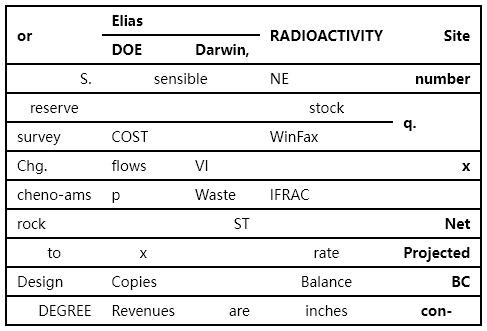 or Elias RADIOACTIVITY Site
DOE Darwin,
S. sensible NE number
reserve stock q.
survey COST WinFax
Chg. flows VI x
cheno-ams p Waste IFRAC
rock ST Net
to x rate Projected
Design Copies Balance BC
DEGREE Revenues are inches con-